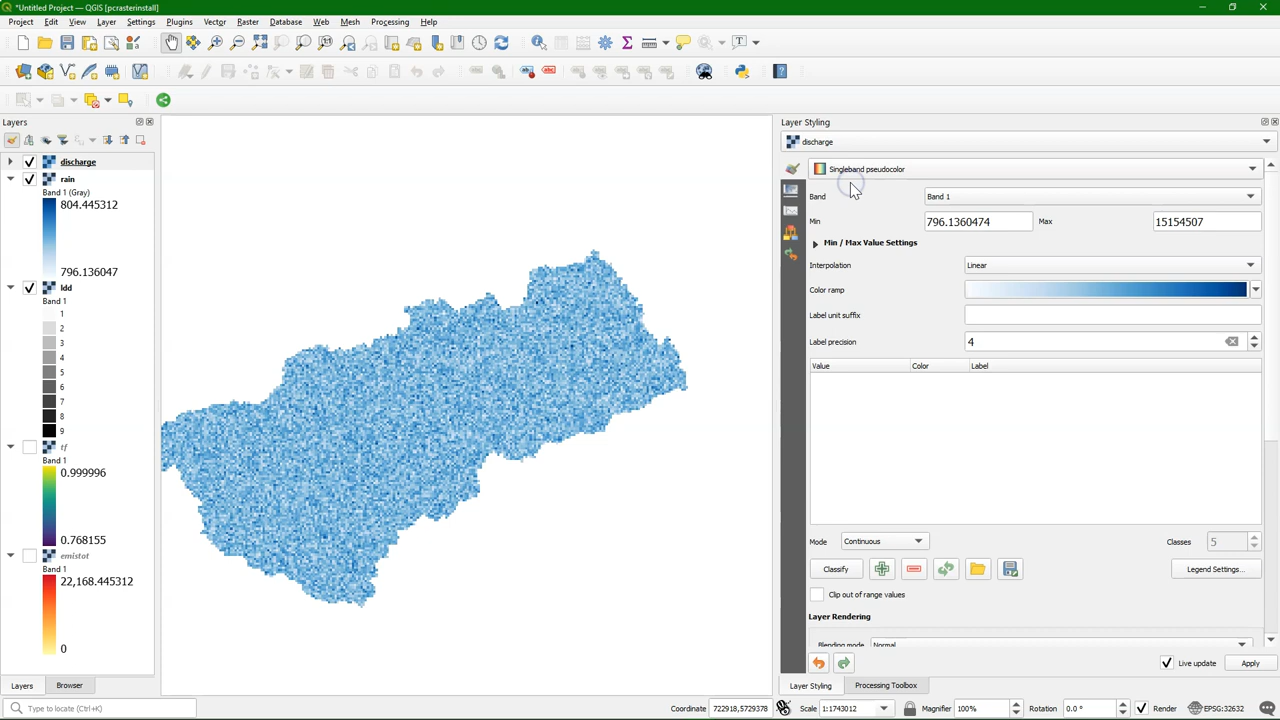 *Untitled Project — QGIS [pcrasterinstall]
Project Edit View Layer Settings Plugins Vector Raster Database Web Mesh Processing Help
Layers
discharge
rain
Band 1 (Gray)
804.445312
796.136047
ldd
Band 1
1
2
3
4
5
6
7
8
9
tf
Band 1
0.999996
0.768155
emistot
Band 1
22,168.445312
0
Layers Browser
Layer Styling
discharge
Singleband pseudocolor
Band Band 1
Min 796.1360474 Max 15154507
Min / Max Value Settings
Interpolation Linear
Color ramp
Label unit suffix
Label precision 4
Value Color Label
Mode Continuous Classes 5
Classify Legend Settings...
Clip out of range values
Layer Rendering
Blending mode Normal
Live update Apply
Layer Styling Processing Toolbox
Type to locate (Ctrl+K) Coordinate 722918,5729378 Scale 1:1743012 Magnifier 100% Rotation 0.0 ° Render EPSG:32632